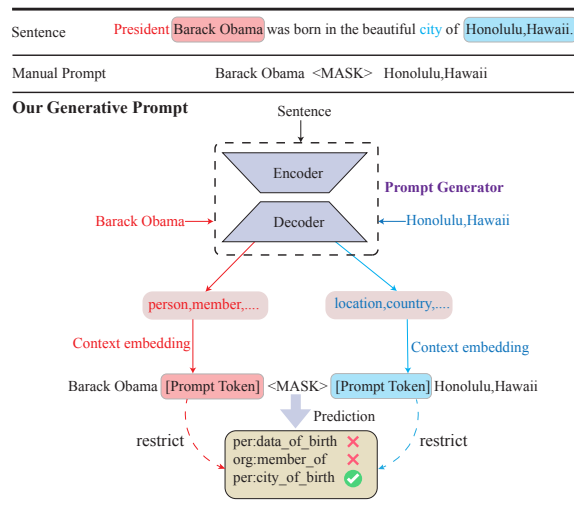 Sentence President Barack Obama was born in the beautiful city of Honolulu,Hawaii.
Manual Prompt Barack Obama <MASK> Honolulu,Hawaii
Our Generative Prompt
Sentence
Encoder
Prompt Generator
Barack Obama Decoder Honolulu,Hawaii
person,member,.... location,country,....
Context embedding Context embedding
Barack Obama [Prompt Token] <MASK> [Prompt Token] Honolulu,Hawaii
Prediction
restrict restrict
per:data_of_birth
org:member_of
per:city_of_birth